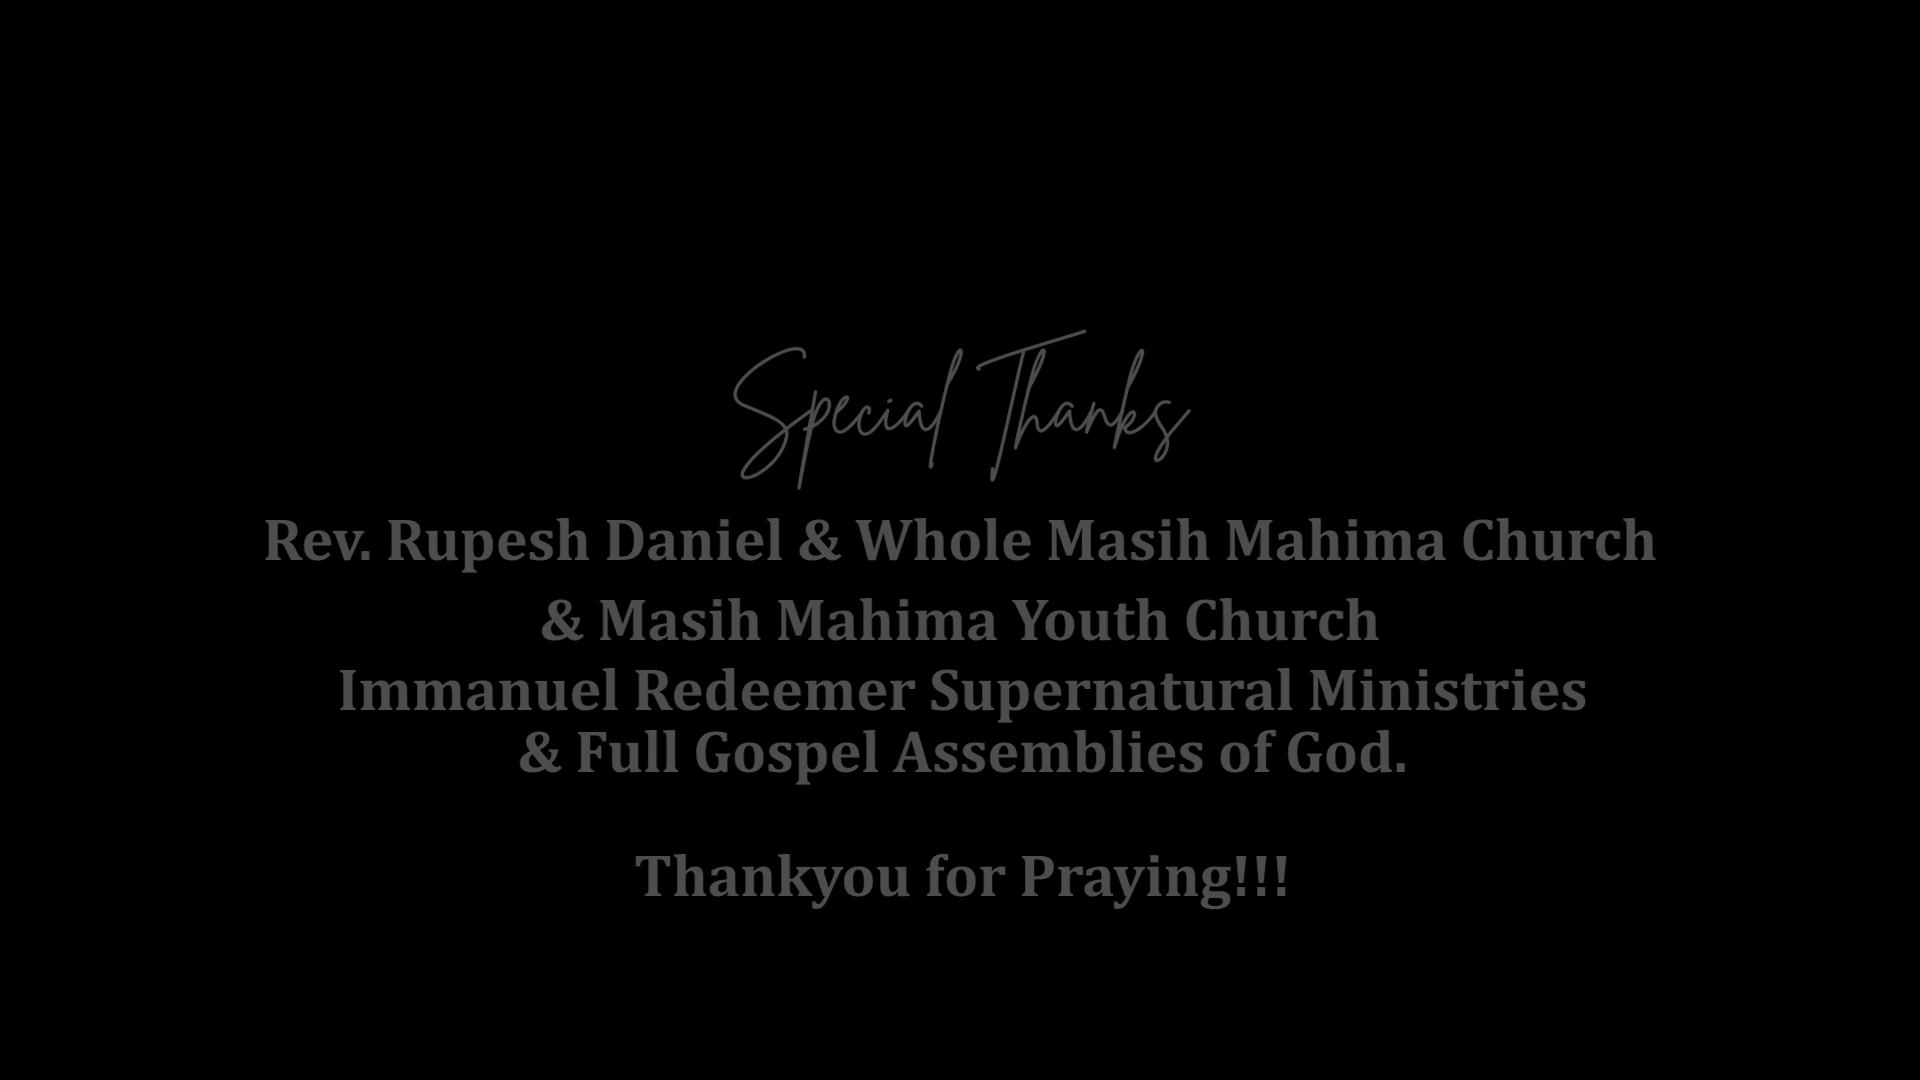 Special Thanks
Rev. Rupesh Daniel & Whole Masih Mahima Church
& Masih Mahima Youth Church
Immanuel Redeemer Supernatural Ministries
& Full Gospel Assemblies of God.
Thankyou for Praying!!!